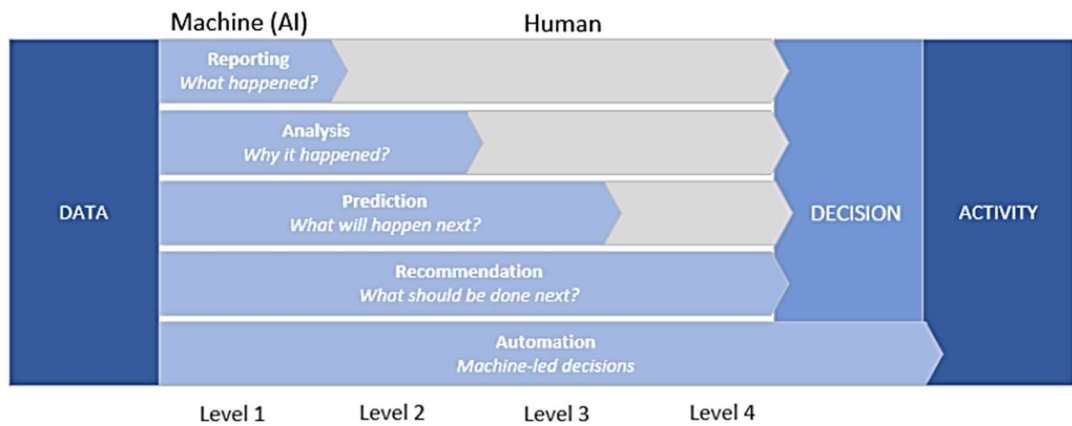 Machine (AI)
Human
Reporting
What happened?
Analysis
Why it happened?
Prediction
What will happen next?
Recommendation
What should be done next?
Automation
Machine-led decisions
DATA
DECISION
ACTIVITY
Level 1
Level 2
Level 3
Level 4